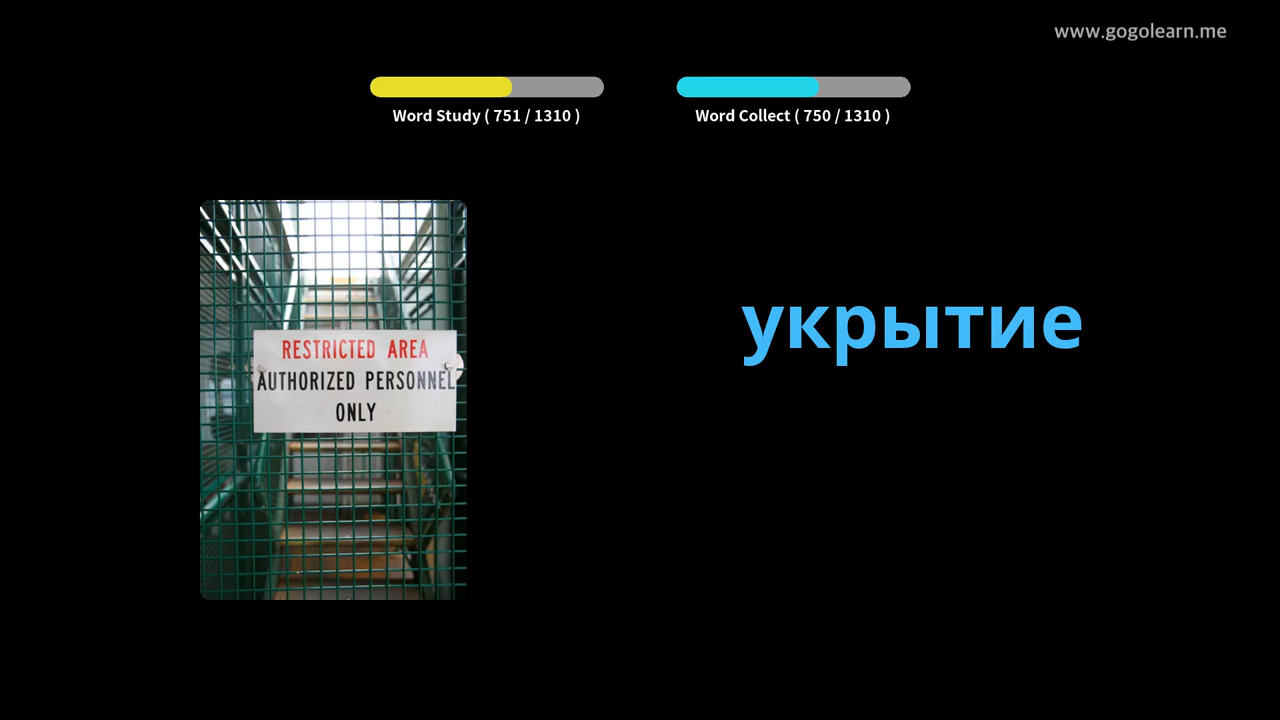 www.gogolearn.me
Word Study ( 751 / 1310 )
Word Collect ( 750 / 1310 )
RESTRICTED AREA
AUTHORIZED PERSONNEL
ONLY
укрытие